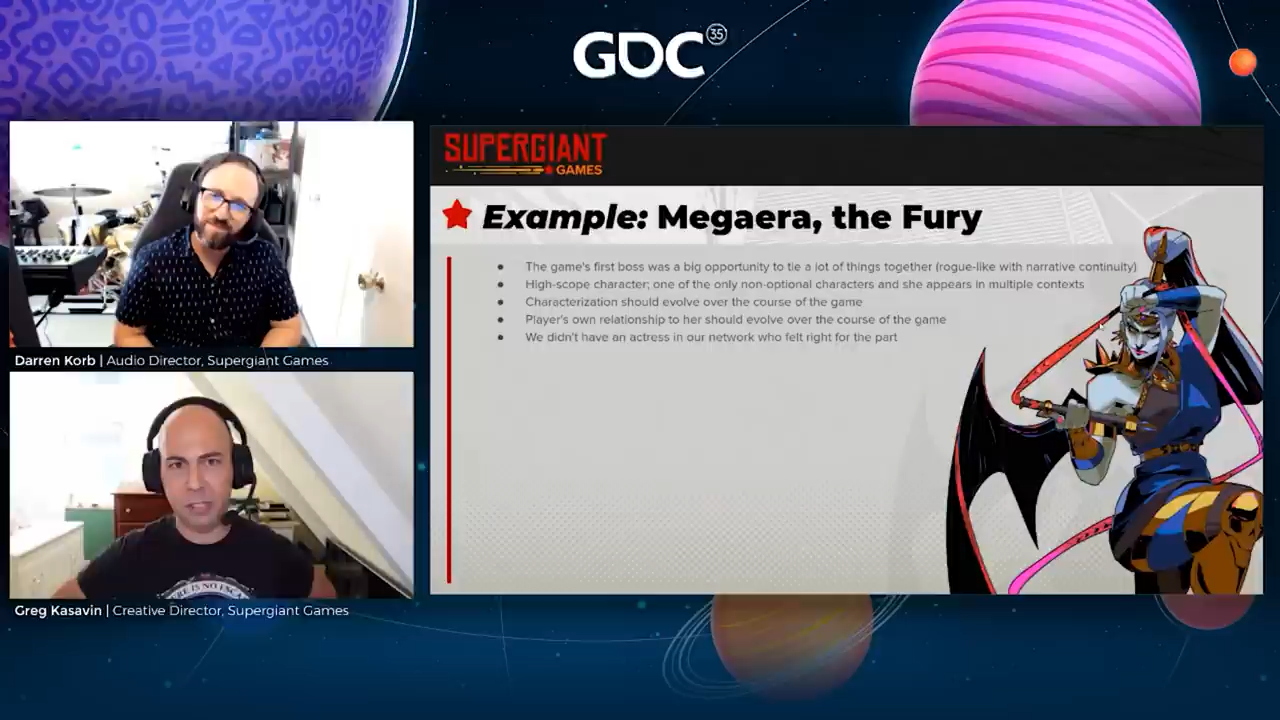 GDC 35
SUPERGIANT
GAMES
Example: Megaera, the Fury
The game's first boss was a big opportunity to tie a lot of things together (rogue-like with narrative continuity)
High-scope character; one of the only non-optional characters and she appears in multiple contexts
Characterization should evolve over the course of the game
Player's own relationship to her should evolve over the course of the game
We didn't have an actress in our network who felt right for the part
Darren Korb | Audio Director, Supergiant Games
IS NO
Greg Kasavin | Creative Director, Supergiant Games